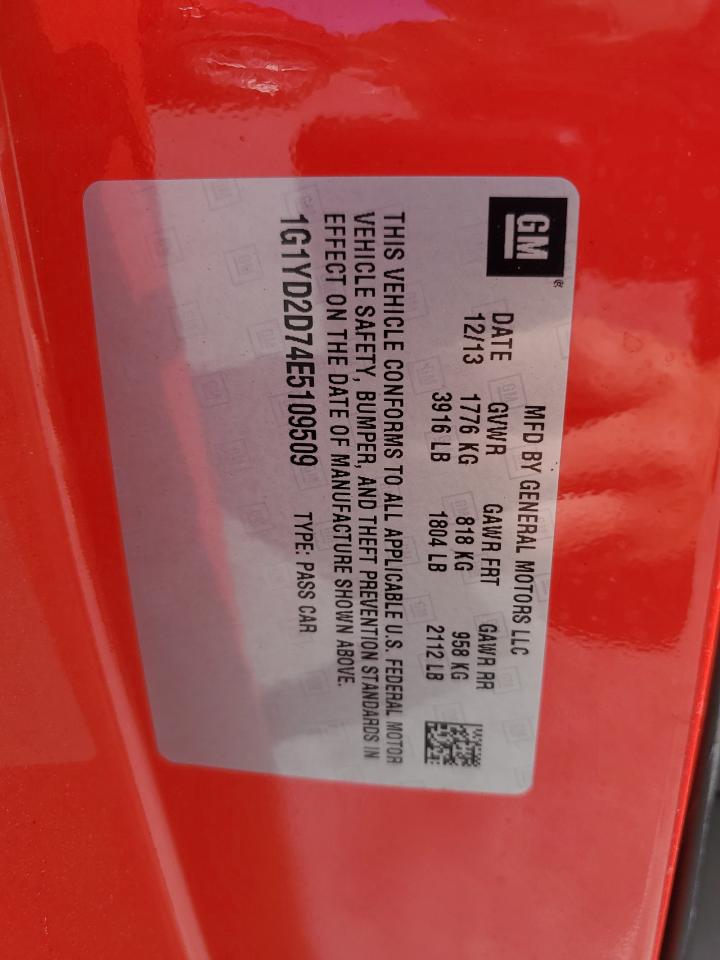 GM®
MFD BY GENERAL MOTORS LLC
DATE GVWR GAWR FRT GAWR RR
12/13 1776 KG 818 KG 958 KG
3916 LB 1804 LB 2112 LB
THIS VEHICLE CONFORMS TO ALL APPLICABLE U.S. FEDERAL MOTOR
VEHICLE SAFETY, BUMPER, AND THEFT PREVENTION STANDARDS IN
EFFECT ON THE DATE OF MANUFACTURE SHOWN ABOVE.
1G1YD2D74E5109509 TYPE: PASS CAR